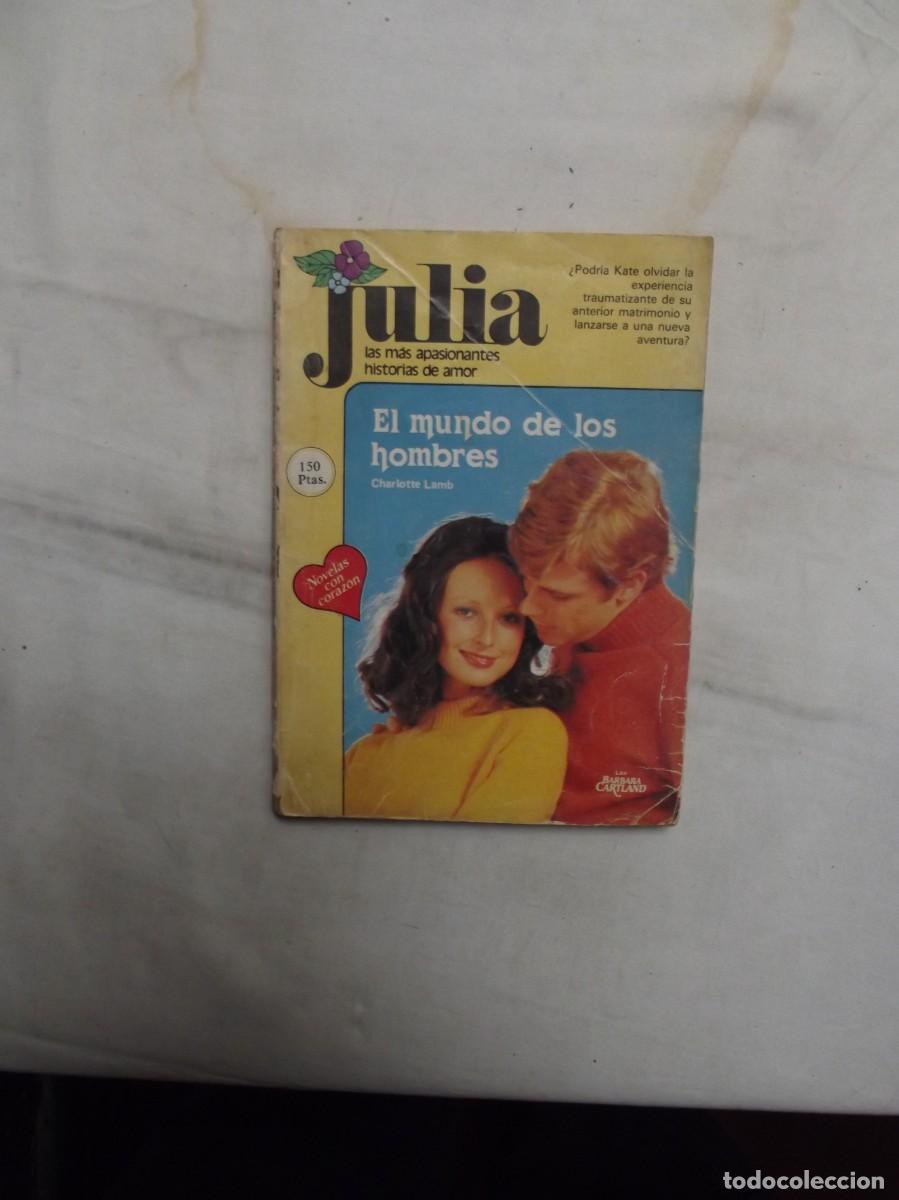 julia
las más apasionantes
historias de amor
¿Podría Kate olvidar la
experiencia
traumatizante de su
anterior matrimonio y
lanzarse a una nueva
aventura?
El mundo de los
hombres
Charlotte Lamb
150
Ptas.
Novelas
con
corazón
BARBARA
CARTLAND
todocoleccion